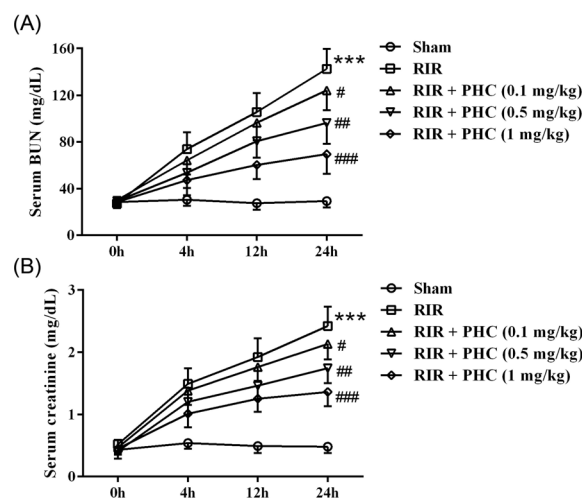 (A)
Serum BUN (mg/dL)
160
120
80
40
0
0h 4h 12h 24h
***
#
##
###
Sham
RIR
RIR + PHC (0.1 mg/kg)
RIR + PHC (0.5 mg/kg)
RIR + PHC (1 mg/kg)
(B)
Serum creatinine (mg/dL)
3
2
1
0
0h 4h 12h 24h
***
#
##
###
Sham
RIR
RIR + PHC (0.1 mg/kg)
RIR + PHC (0.5 mg/kg)
RIR + PHC (1 mg/kg)